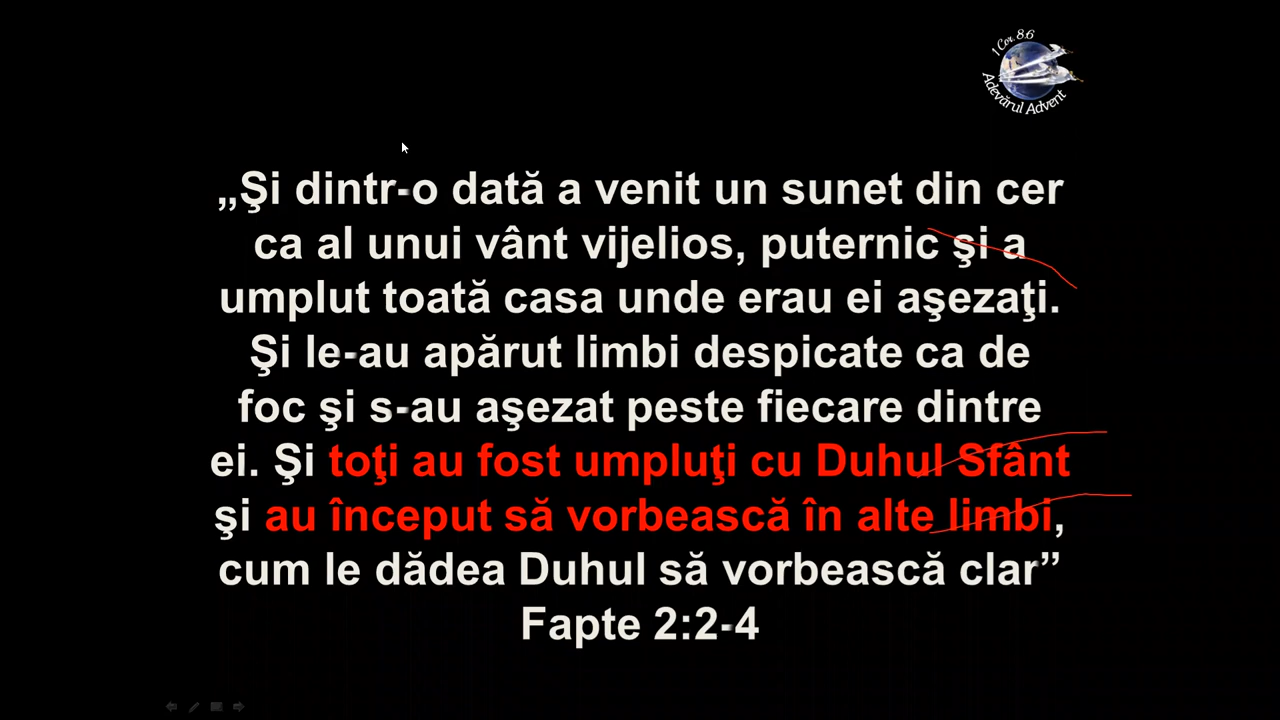 1 Cor. 8:6
Adevărul Advent
„Şi dintr-o dată a venit un sunet din cer
ca al unui vânt vijelios, puternic şi a
umplut toată casa unde erau ei aşezaţi.
Şi le-au apărut limbi despicate ca de
foc şi s-au aşezat peste fiecare dintre
ei. Şi toţi au fost umpluţi cu Duhul Sfânt
şi au început să vorbească în alte limbi,
cum le dădea Duhul să vorbească clar”
Fapte 2:2-4